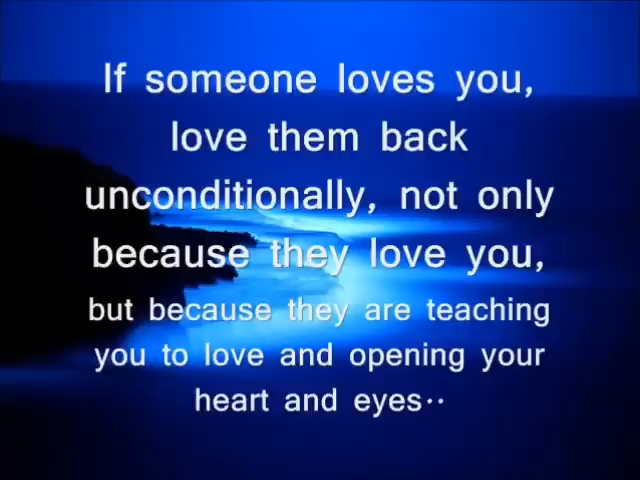 If someone loves you,
love them back
unconditionally, not only
because they love you,
but because they are teaching
you to love and opening your
heart and eyes··